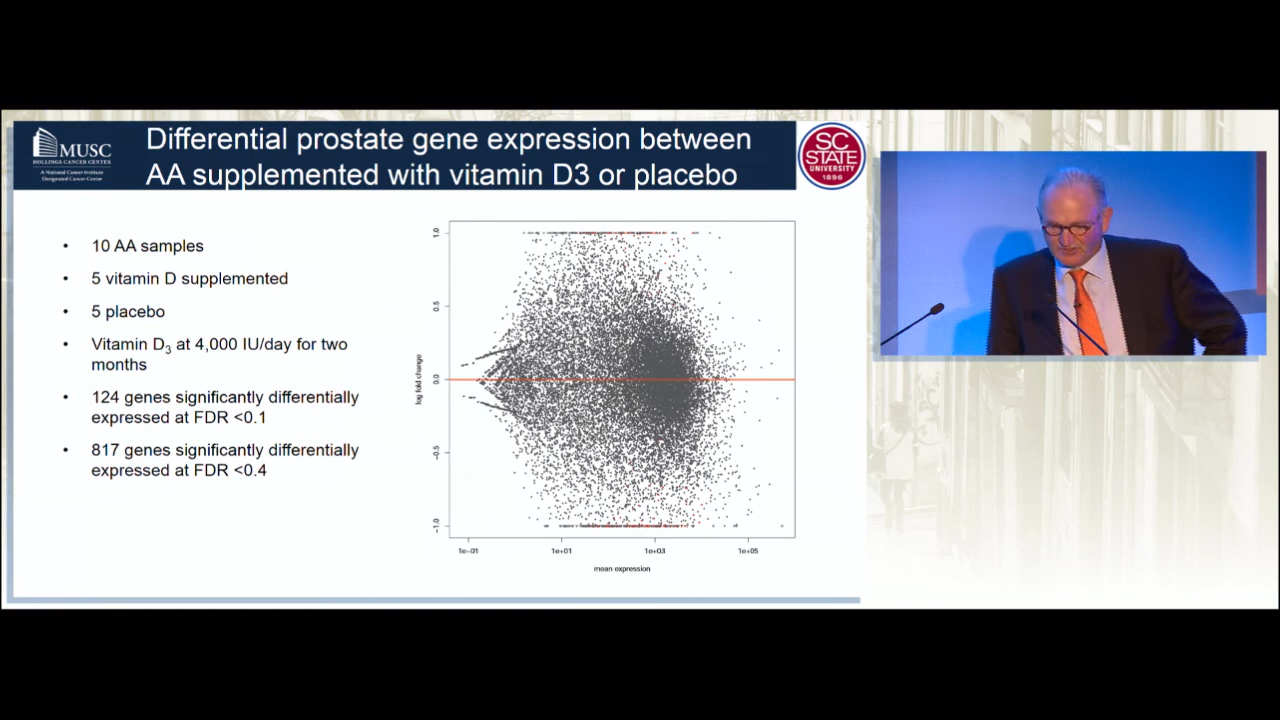 MUSC
HOLLINGS CANCER CENTER
A National Cancer Institute
Designated Cancer Center
Differential prostate gene expression between
AA supplemented with vitamin D3 or placebo
SC
STATE
UNIVERSITY
1896
• 10 AA samples
• 5 vitamin D supplemented
• 5 placebo
• Vitamin D₃ at 4,000 IU/day for two
months
• 124 genes significantly differentially
expressed at FDR <0.1
• 817 genes significantly differentially
expressed at FDR <0.4
log fold change
1.0
0.5
0.0
-0.5
-1.0
1e-01
1e+01
1e+03
1e+05
mean expression